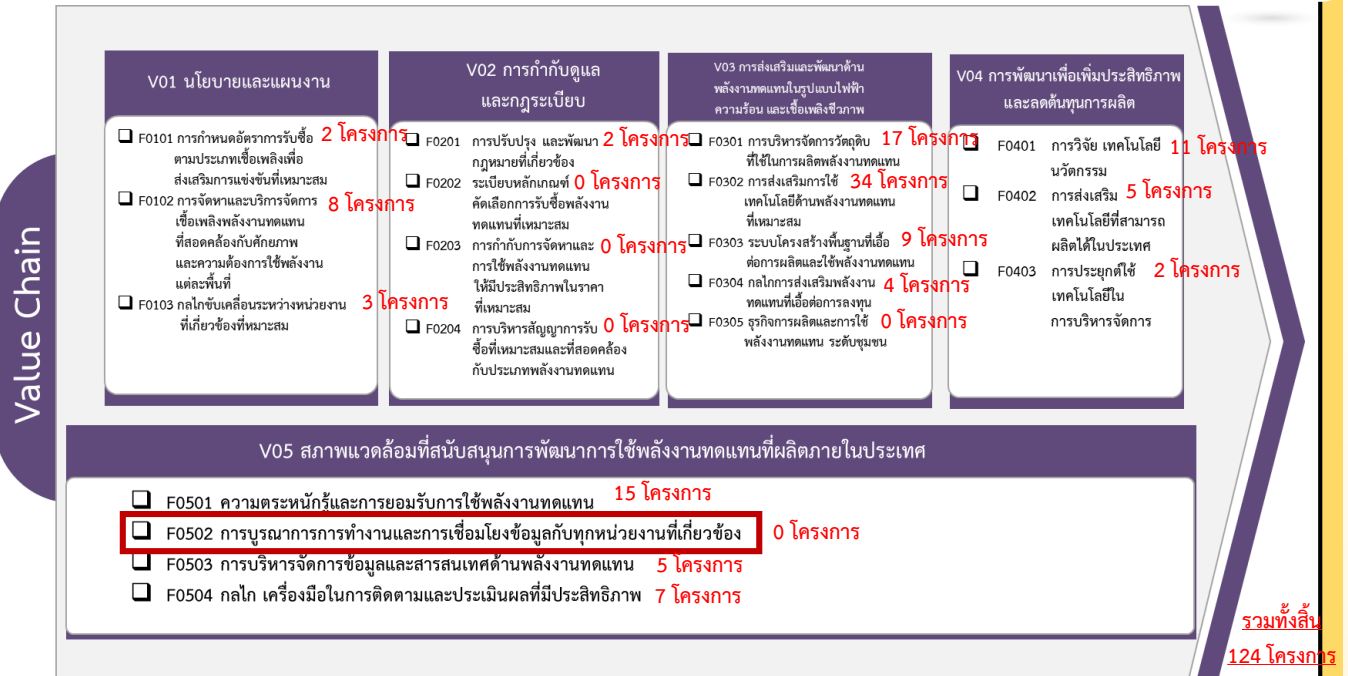 Value Chain
V01 นโยบายและแผนงาน
❑ F0101 การกำหนดอัตราการรับซื้อ 2 โครงการ
ตามประเภทเชื้อเพลิงเพื่อ
ส่งเสริมการแข่งขันที่เหมาะสม
❑ F0102 การจัดหาและบริการจัดการ 8 โครงการ
เชื้อเพลิงพลังงานทดแทน
ที่สอดคล้องกับศักยภาพ
และความต้องการใช้พลังงาน
แต่ละพื้นที่
❑ F0103 กลไกขับเคลื่อนระหว่างหน่วยงาน 3 โครงการ
ที่เกี่ยวข้องที่หมาะสม
V02 การกำกับดูแล
และกฎระเบียบ
❑ F0201 การปรับปรุง และพัฒนา 2 โครงการ
กฎหมายที่เกี่ยวข้อง
❑ F0202 ระเบียบหลักเกณฑ์ 0 โครงการ
คัดเลือกการรับซื้อพลังงาน
ทดแทนที่เหมาะสม
❑ F0203 การกำกับการจัดหาและ 0 โครงการ
การใช้พลังงานทดแทน
ให้มีประสิทธิภาพในราคา
ที่เหมาะสม
❑ F0204 การบริหารสัญญาการรับ 0 โครงการ
ซื้อที่เหมาะสมและที่สอดคล้อง
กับประเภทพลังงานทดแทน
V03 การส่งเสริมและพัฒนาด้าน
พลังงานทดแทนในรูปแบบไฟฟ้า
ความร้อน และเชื้อเพลิงชีวภาพ
❑ F0301 การบริหารจัดการวัตถุดิบ 17 โครงการ
ที่ใช้ในการผลิตพลังงานทดแทน
❑ F0302 การส่งเสริมการใช้ 34 โครงการ
เทคโนโลยีด้านพลังงานทดแทน
ที่เหมาะสม
❑ F0303 ระบบโครงสร้างพื้นฐานที่เอื้อ 9 โครงการ
ต่อการผลิตและใช้พลังงานทดแทน
❑ F0304 กลไกการส่งเสริมพลังงาน 4 โครงการ
ทดแทนที่เอื้อต่อการลงทุน
❑ F0305 ธุรกิจการผลิตและการใช้ 0 โครงการ
พลังงานทดแทน ระดับชุมชน
V04 การพัฒนาเพื่อเพิ่มประสิทธิภาพ
และลดต้นทุนการผลิต
❑ F0401 การวิจัย เทคโนโลยี 11 โครงการ
นวัตกรรม
❑ F0402 การส่งเสริม 5 โครงการ
เทคโนโลยีที่สามารถ
ผลิตได้ในประเทศ
❑ F0403 การประยุกต์ใช้ 2 โครงการ
เทคโนโลยีใน
การบริหารจัดการ
V05 สภาพแวดล้อมที่สนับสนุนการพัฒนาการใช้พลังงานทดแทนที่ผลิตภายในประเทศ
❑ F0501 ความตระหนักรู้และการยอมรับการใช้พลังงานทดแทน 15 โครงการ
❑ F0502 การบูรณาการการทำงานและการเชื่อมโยงข้อมูลกับทุกหน่วยงานที่เกี่ยวข้อง 0 โครงการ
❑ F0503 การบริหารจัดการข้อมูลและสารสนเทศด้านพลังงานทดแทน 5 โครงการ
❑ F0504 กลไก เครื่องมือในการติดตามและประเมินผลที่มีประสิทธิภาพ 7 โครงการ
รวมทั้งสิ้น
124 โครงการ